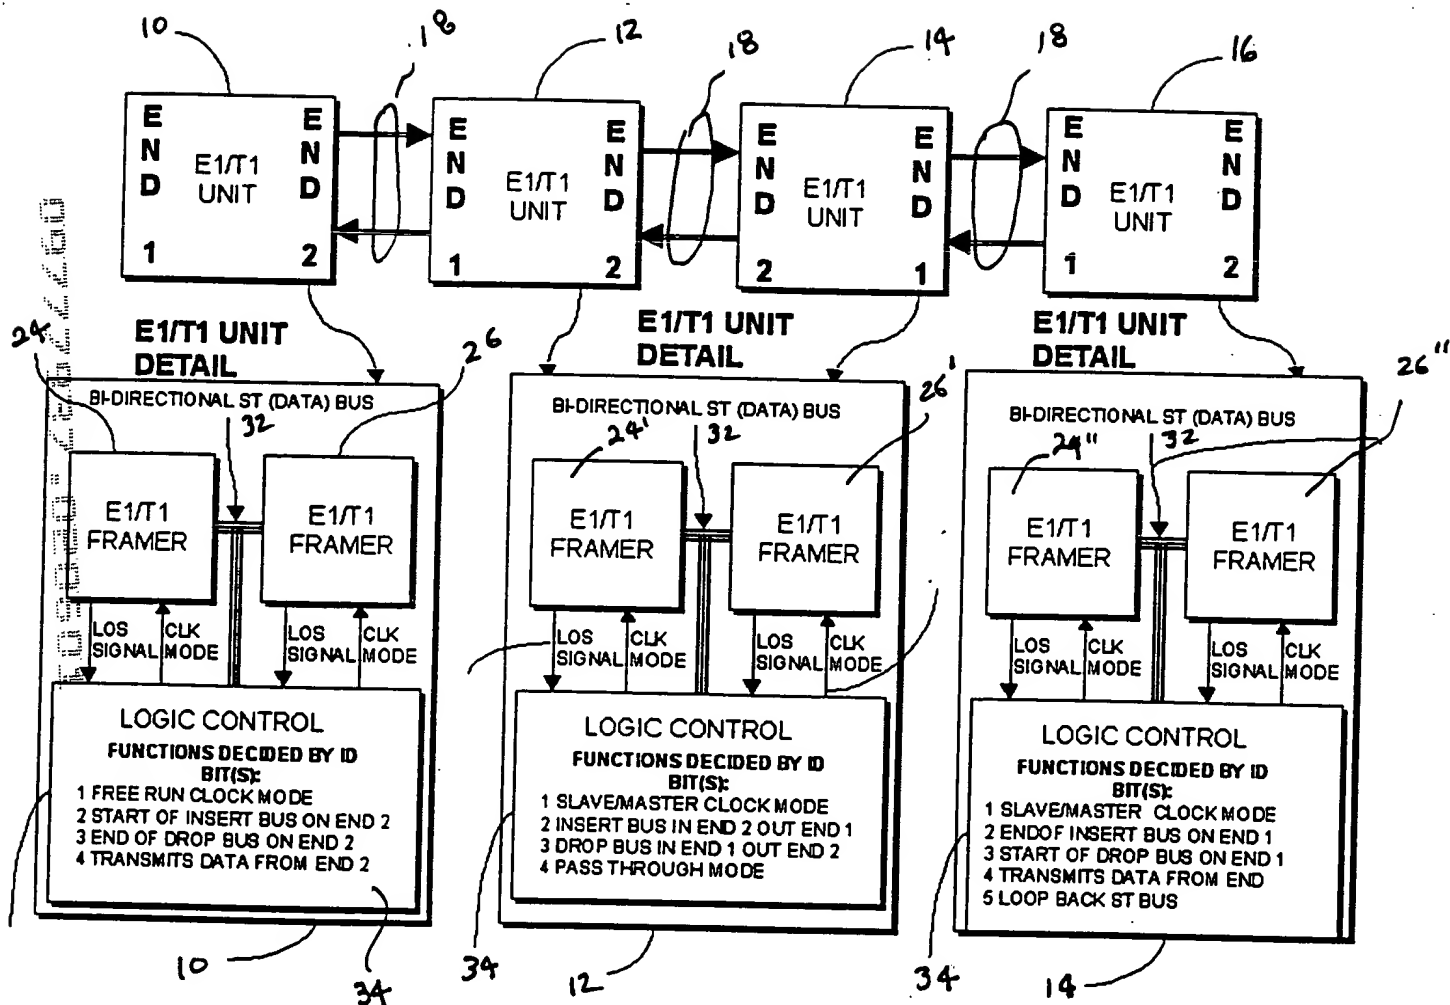 10
18
12
18
14
18
16
END 1
E1/T1
UNIT
END 2
END 1
E1/T1
UNIT
END 2
END 2
E1/T1
UNIT
END 1
END 1
E1/T1
UNIT
END 2
E1/T1 UNIT
DETAIL
24
26
BI-DIRECTIONAL ST (DATA) BUS
32
E1/T1
FRAMER
E1/T1
FRAMER
LOS
SIGNAL
CLK
MODE
LOS
SIGNAL
CLK
MODE
LOGIC CONTROL
FUNCTIONS DECIDED BY ID
BIT(S):
1 FREE RUN CLOCK MODE
2 START OF INSERT BUS ON END 2
3 END OF DROP BUS ON END 2
4 TRANSMITS DATA FROM END 2
10
34
E1/T1 UNIT
DETAIL
26'
BI-DIRECTIONAL ST (DATA) BUS
24'
32
E1/T1
FRAMER
E1/T1
FRAMER
LOS
SIGNAL
CLK
MODE
LOS
SIGNAL
CLK
MODE
LOGIC CONTROL
FUNCTIONS DECIDED BY ID
BIT(S):
1 SLAVE/MASTER CLOCK MODE
2 INSERT BUS IN END 2 OUT END 1
3 DROP BUS IN END 1 OUT END 2
4 PASS THROUGH MODE
34
12
E1/T1 UNIT
DETAIL
26"
BI-DIRECTIONAL ST (DATA) BUS
24"
32
E1/T1
FRAMER
E1/T1
FRAMER
LOS
SIGNAL
CLK
MODE
LOS
SIGNAL
CLK
MODE
LOGIC CONTROL
FUNCTIONS DECIDED BY ID
BIT(S):
1 SLAVE/MASTER CLOCK MODE
2 ENDOF INSERT BUS ON END 1
3 START OF DROP BUS ON END 1
4 TRANSMITS DATA FROM END
5 LOOP BACK ST BUS
34
14